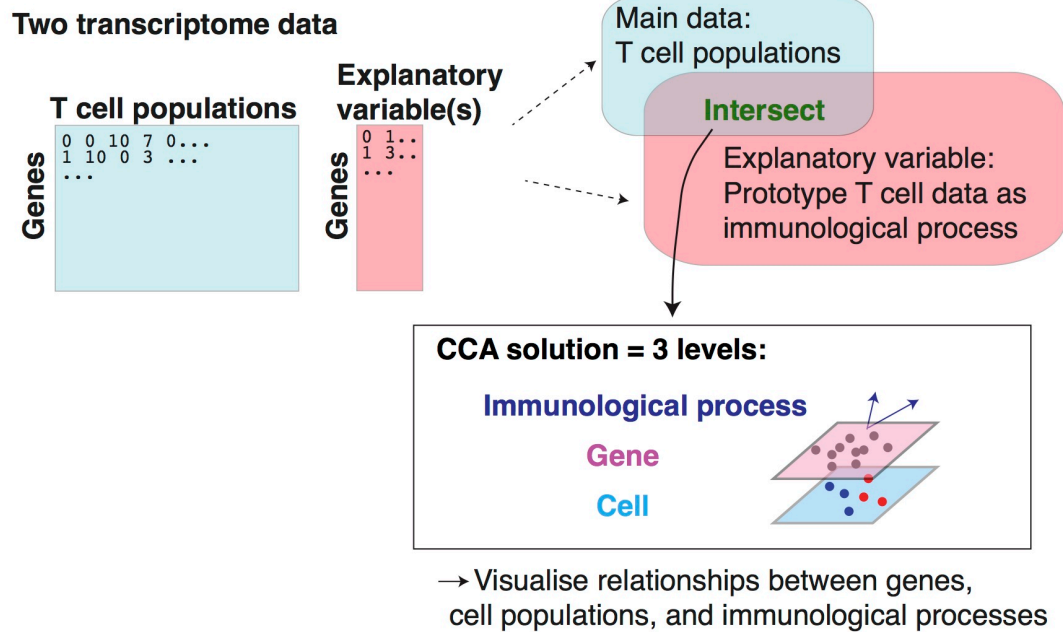 Two transcriptome data
T cell populations
Genes
0 0 10 7 0...
1 10 0 3 ...
...
Explanatory
variable(s)
Genes
0 1..
1 3..
...
Main data:
T cell populations
Intersect
Explanatory variable:
Prototype T cell data as
immunological process
CCA solution = 3 levels:
Immunological process
Gene
Cell
→ Visualise relationships between genes,
cell populations, and immunological processes